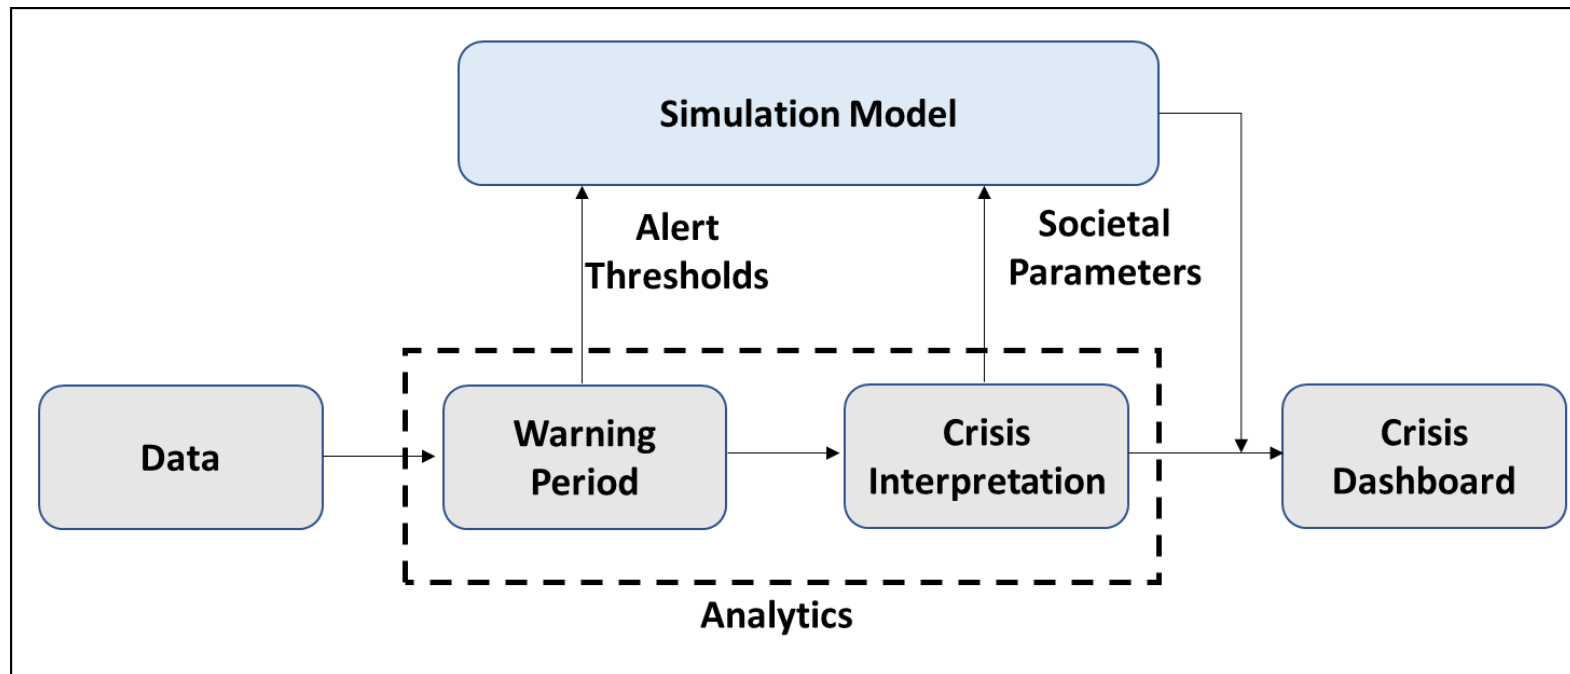 Simulation Model
Alert
Thresholds
Societal
Parameters
Data
Warning
Period
Crisis
Interpretation
Crisis
Dashboard
Analytics